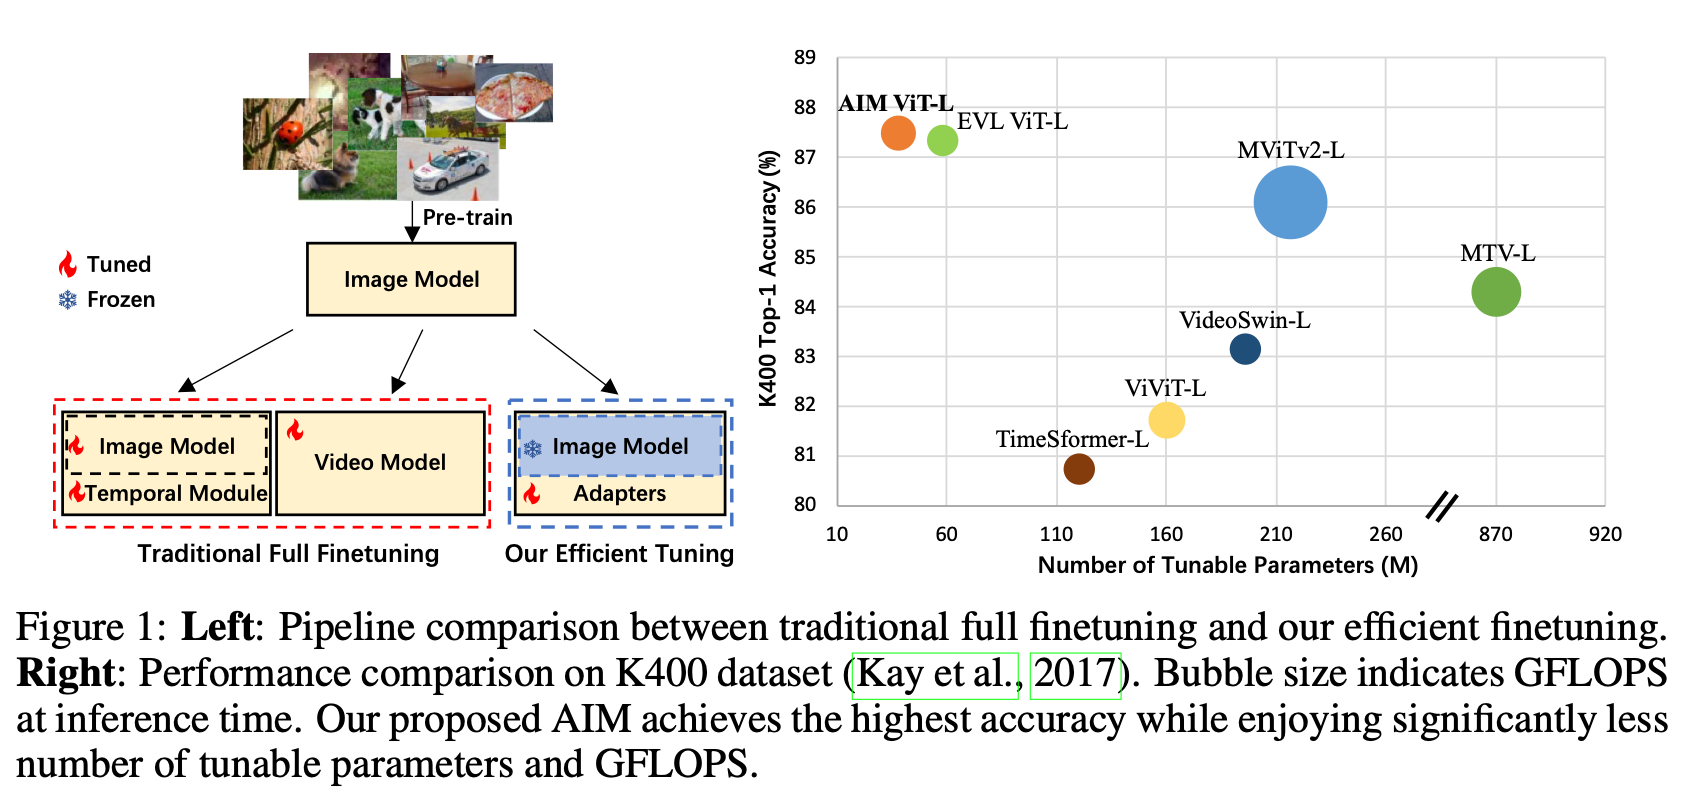 Pre-train
Tuned
Frozen
Image Model
Image Model
Temporal Module
Video Model
Image Model
Adapters
Traditional Full Finetuning
Our Efficient Tuning
K400 Top-1 Accuracy (%)
89
88
87
86
85
84
83
82
81
80
AIM ViT-L
EVL ViT-L
MViTv2-L
MTV-L
VideoSwin-L
ViViT-L
TimeSformer-L
10 60 110 160 210 260 870 920
Number of Tunable Parameters (M)
Figure 1: Left: Pipeline comparison between traditional full finetuning and our efficient finetuning.
Right: Performance comparison on K400 dataset (Kay et al., 2017). Bubble size indicates GFLOPS
at inference time. Our proposed AIM achieves the highest accuracy while enjoying significantly less
number of tunable parameters and GFLOPS.